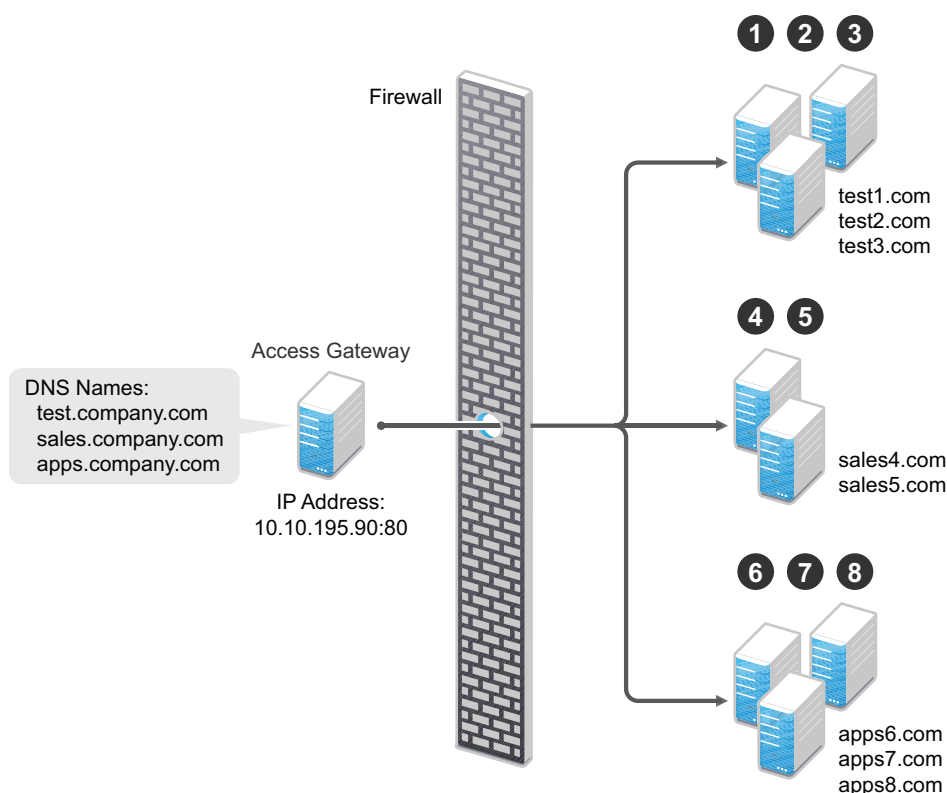 1 2 3
Firewall
test1.com
test2.com
test3.com
4 5
Access Gateway
DNS Names:
test.company.com
sales.company.com
apps.company.com
sales4.com
sales5.com
IP Address:
10.10.195.90:80
6 7 8
apps6.com
apps7.com
apps8.com